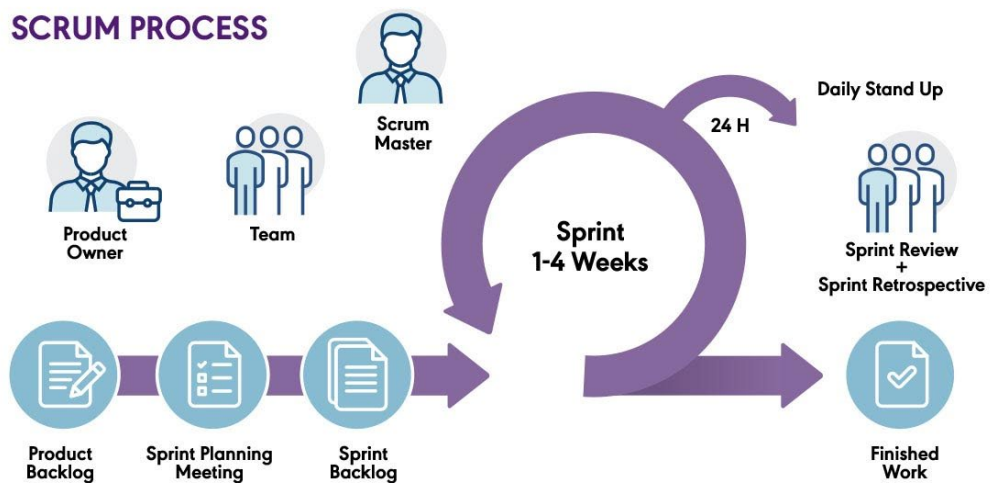 SCRUM PROCESS
Scrum
Master
Product
Owner
Team
24 H
Daily Stand Up
Sprint
1-4 Weeks
Sprint Review
+
Sprint Retrospective
Product
Backlog
Sprint Planning
Meeting
Sprint
Backlog
Finished
Work